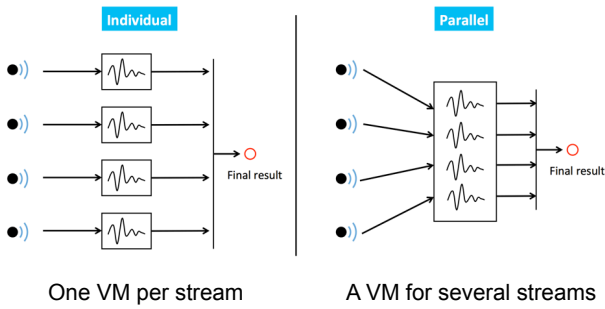 Individual
Parallel
Final result
Final result
One VM per stream
A VM for several streams